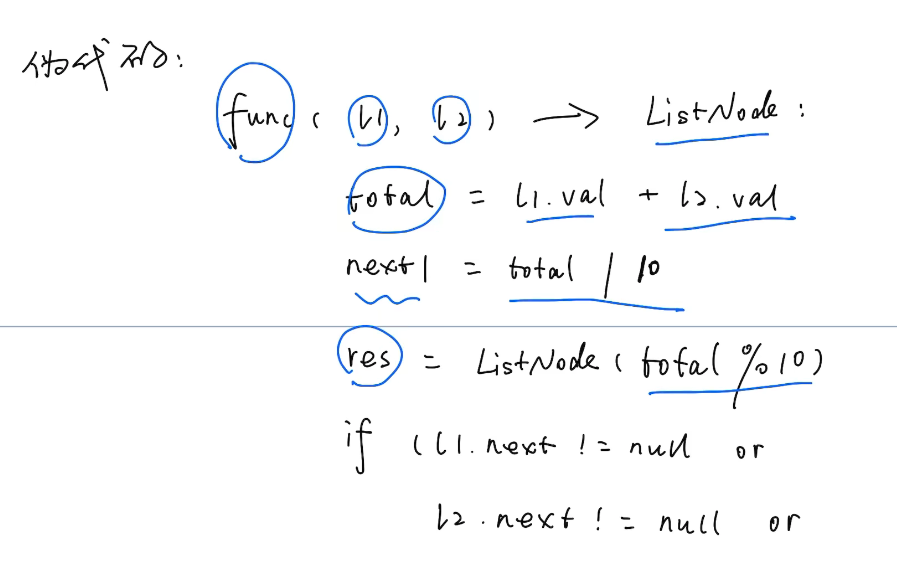 伪代码:
func(l1, l2) → ListNode:
total = l1.val + l2.val
next1 = total / 10
res = ListNode(total % 10)
if (l1.next != null or
l2.next != null or